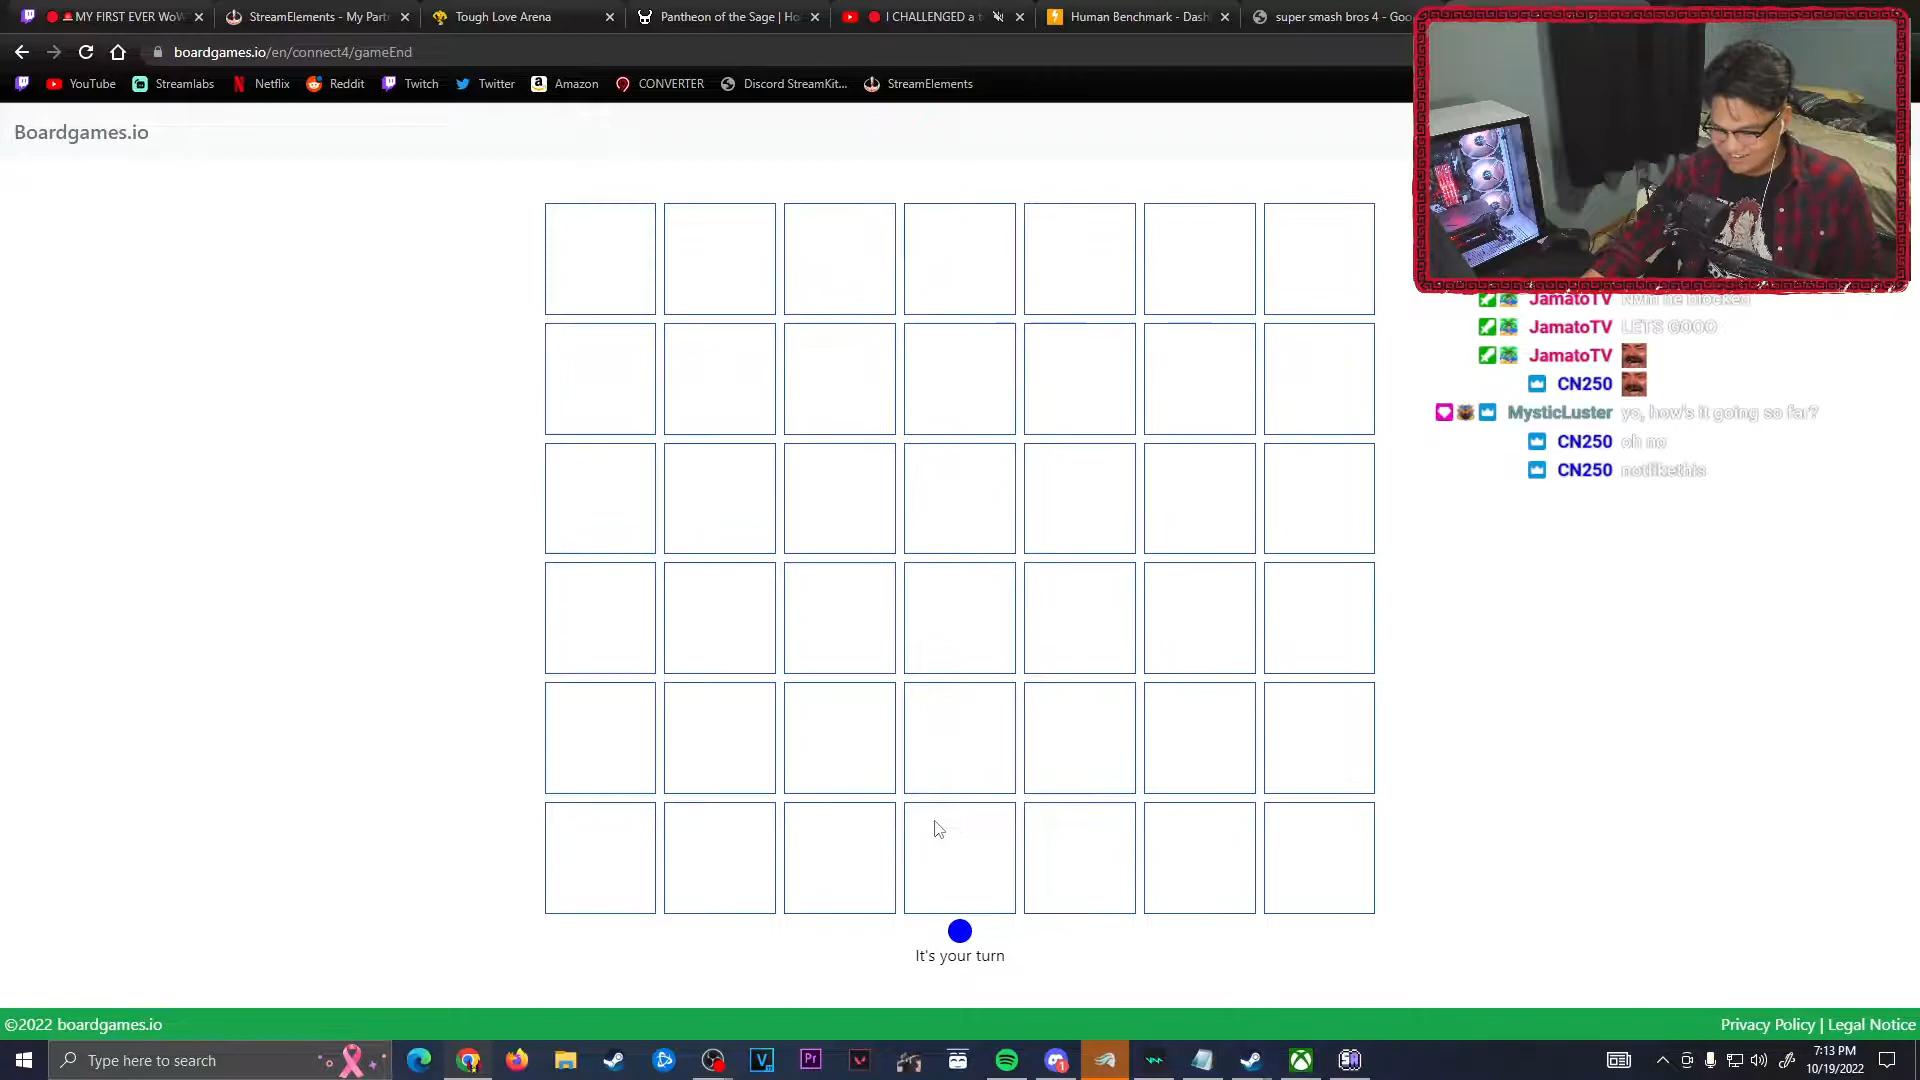 MY FIRST EVER WoW
StreamElements - My Part
Tough Love Arena
Pantheon of the Sage | Ho
I CHALLENGED a t
Human Benchmark - Dash
super smash bros 4 - Goo
boardgames.io/en/connect4/gameEnd
YouTube
Streamlabs
Netflix
Reddit
Twitch
Twitter
Amazon
CONVERTER
Discord StreamKit...
StreamElements
Boardgames.io
JamatoTV Nvm he blocked
JamatoTV LETS GOOO
JamatoTV
CN250
MysticLuster yo, how's it going so far?
CN250 oh no
CN250 notlikethis
It's your turn
©2022 boardgames.io
Privacy Policy | Legal Notice
Type here to search
7:13 PM
10/19/2022